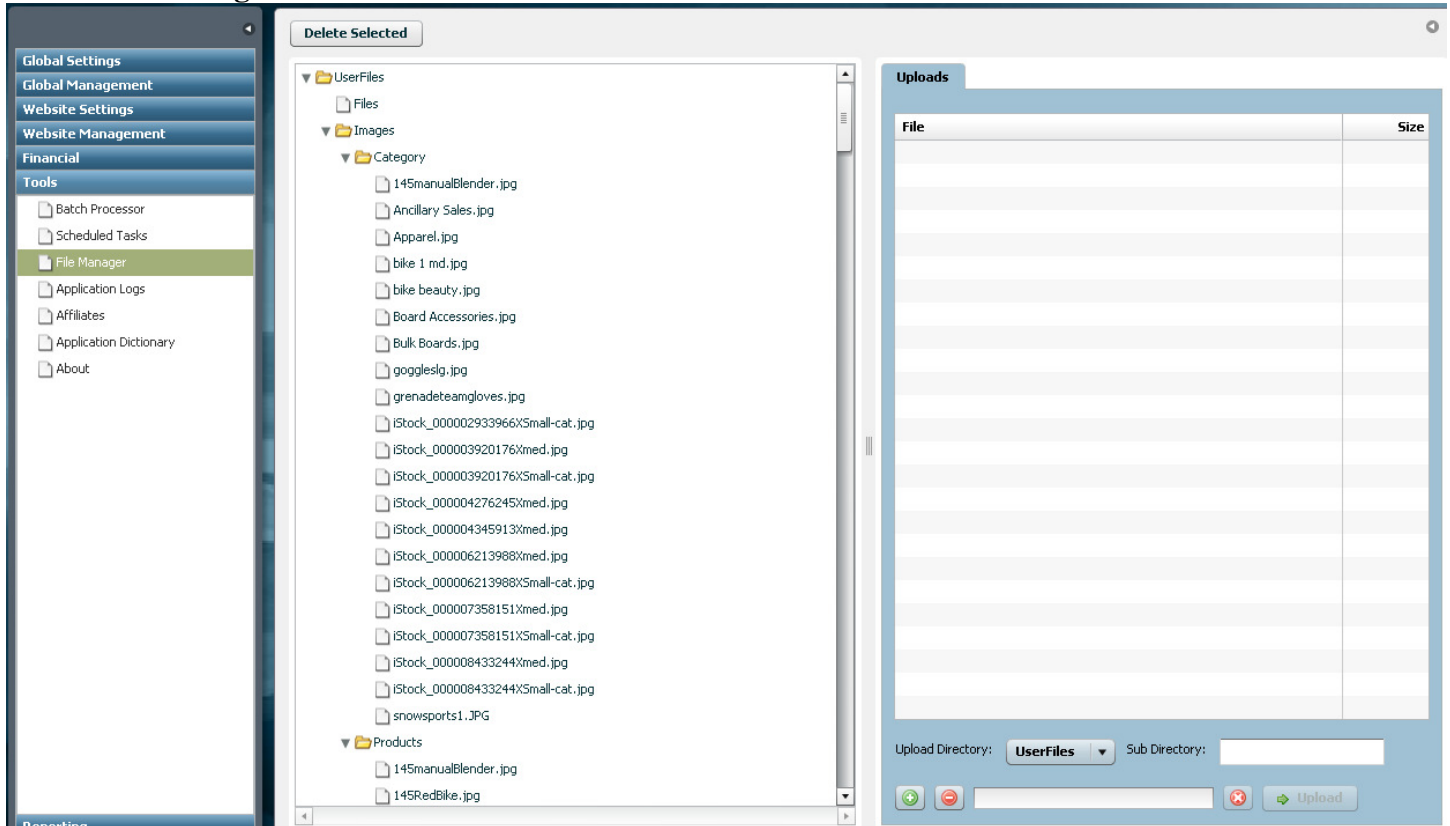 Delete Selected
Global Settings
Global Management
Website Settings
Website Management
Financial
Tools
Batch Processor
Scheduled Tasks
File Manager
Application Logs
Affiliates
Application Dictionary
About
Reporting
UserFiles
Files
Images
Category
145manualBlender.jpg
Ancillary Sales.jpg
Apparel.jpg
bike 1 md.jpg
bike beauty.jpg
Board Accessories.jpg
Bulk Boards.jpg
goggleslg.jpg
grenadeteamgloves.jpg
iStock_000002933966XSmall-cat.jpg
iStock_000003920176Xmed.jpg
iStock_000003920176XSmall-cat.jpg
iStock_000004276245Xmed.jpg
iStock_000004345913Xmed.jpg
iStock_000006213988Xmed.jpg
iStock_000006213988XSmall-cat.jpg
iStock_000007358151Xmed.jpg
iStock_000007358151XSmall-cat.jpg
iStock_000008433244Xmed.jpg
iStock_000008433244XSmall-cat.jpg
snowsports1.JPG
Products
145manualBlender.jpg
145RedBike.jpg
Uploads
File Size
Upload Directory: UserFiles Sub Directory:
Upload